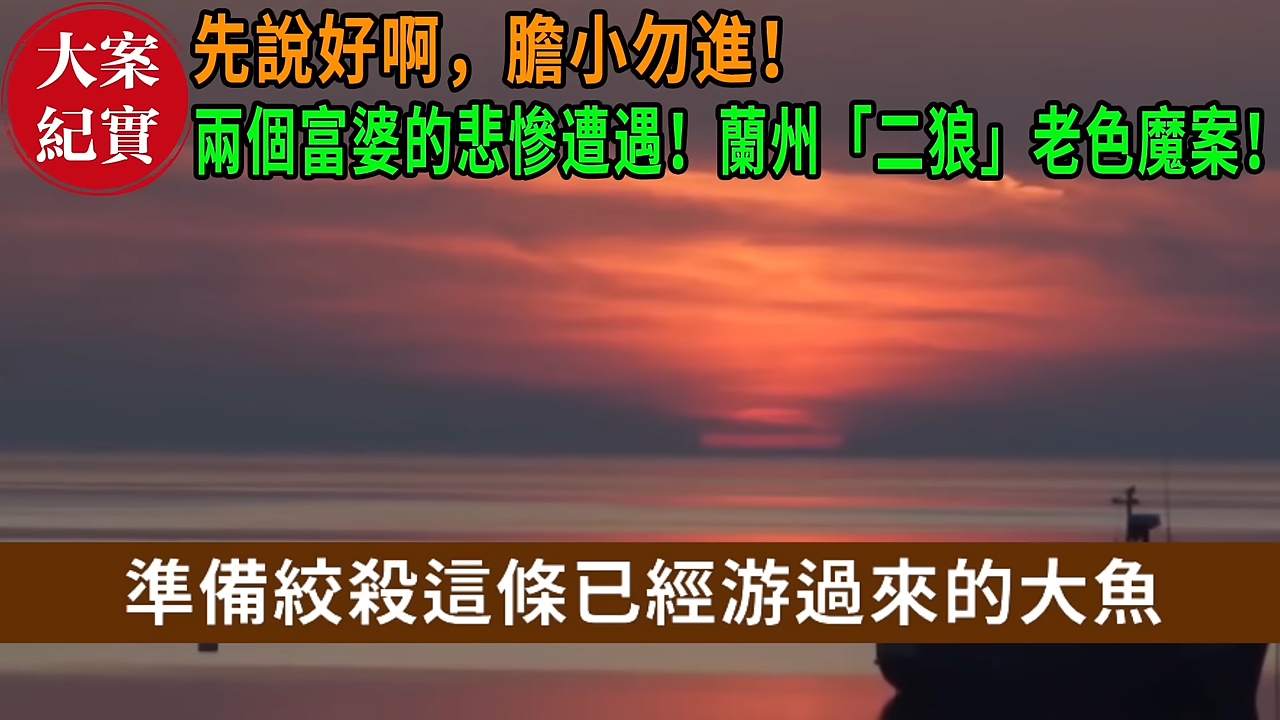 大案
紀實
先說好啊，膽小勿進！
兩個富婆的悲慘遭遇！蘭州「二狼」老色魔案！
準備絞殺這條已經游過來的大魚